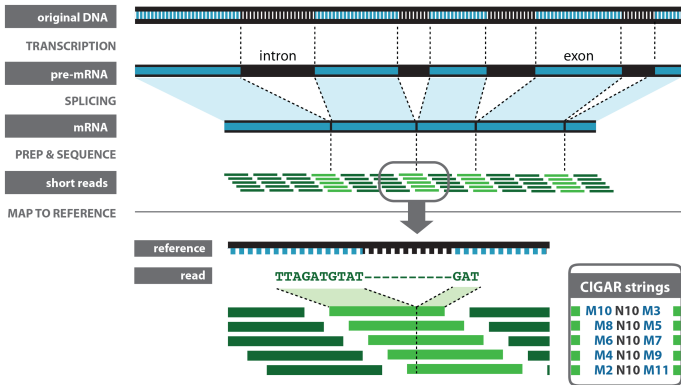 original DNA
TRANSCRIPTION
intron
exon
pre-mRNA
SPLICING
mRNA
PREP & SEQUENCE
short reads
MAP TO REFERENCE
reference
read
TTAGATGTAT----------GAT
CIGAR strings
M10 N10 M3
M8 N10 M5
M6 N10 M7
M4 N10 M9
M2 N10 M11